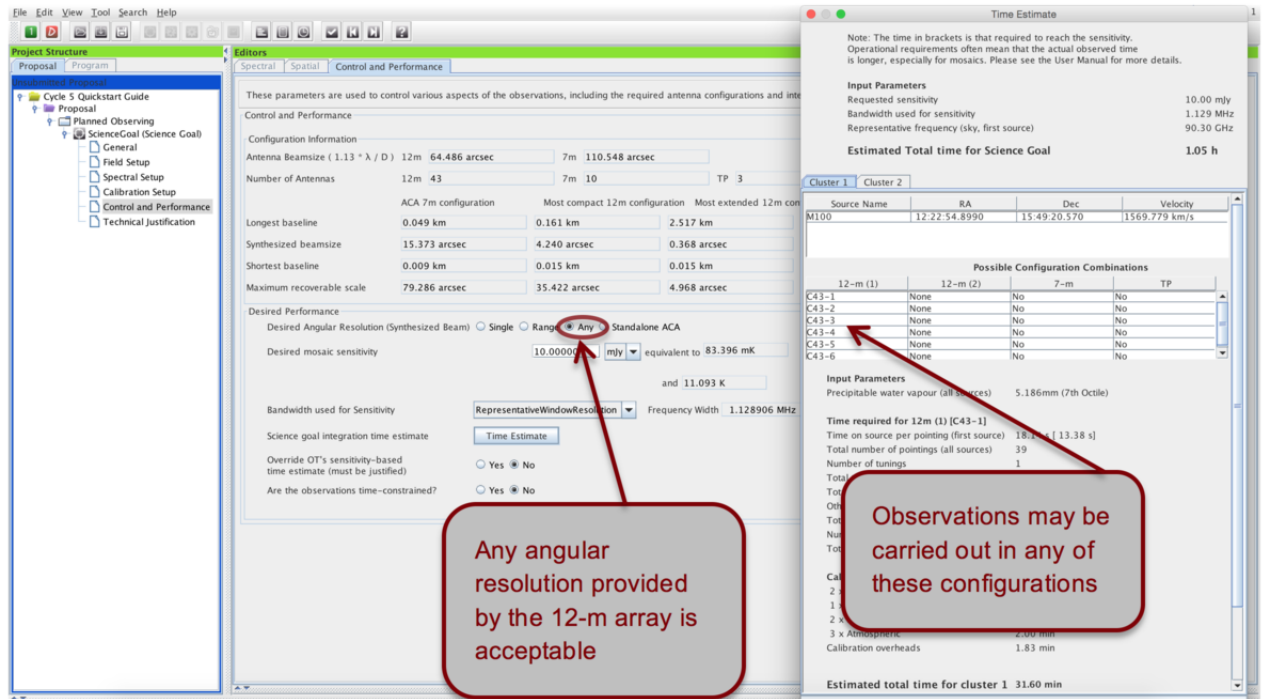 File Edit View Tool Search Help
Project Structure
Proposal Program
Unsubmitted Proposal
Cycle 5 Quickstart Guide
Proposal
Planned Observing
ScienceGoal (Science Goal)
General
Field Setup
Spectral Setup
Calibration Setup
Control and Performance
Technical Justification
Editors
Spectral Spatial Control and Performance
These parameters are used to control various aspects of the observations, including the required antenna configurations and inte
Control and Performance
Configuration Information
Antenna Beamsize ( 1.13 * λ / D ) 12m 64.486 arcsec 7m 110.548 arcsec
Number of Antennas 12m 43 7m 10 TP 3
ACA 7m configuration Most compact 12m configuration Most extended 12m con
Longest baseline 0.049 km 0.161 km 2.517 km
Synthesized beamsize 15.373 arcsec 4.240 arcsec 0.368 arcsec
Shortest baseline 0.009 km 0.015 km 0.015 km
Maximum recoverable scale 79.286 arcsec 35.422 arcsec 4.968 arcsec
Desired Performance
Desired Angular Resolution (Synthesized Beam) Single Range Any Standalone ACA
Desired mosaic sensitivity 10.00000 mJy equivalent to 83.396 mK
and 11.093 K
Bandwidth used for Sensitivity RepresentativeWindowResolution Frequency Width 1.128906 MHz
Science goal integration time estimate Time Estimate
Override OT's sensitivity-based
time estimate (must be justified) Yes No
Are the observations time-constrained? Yes No
Any angular
resolution provided
by the 12-m array is
acceptable
Time Estimate
1
Note: The time in brackets is that required to reach the sensitivity.
Operational requirements often mean that the actual observed time
is longer, especially for mosaics. Please see the User Manual for more details.
Input Parameters
Requested sensitivity 10.00 mJy
Bandwidth used for sensitivity 1.129 MHz
Representative frequency (sky, first source) 90.30 GHz
Estimated Total time for Science Goal 1.05 h
Cluster 1 Cluster 2
Source Name RA Dec Velocity
M100 12:22:54.8990 15:49:20.570 1569.779 km/s
Possible Configuration Combinations
12-m (1) 12-m (2) 7-m TP
C43-1 None No No
C43-2 None No No
C43-3 None No No
C43-4 None No No
C43-5 None No No
C43-6 None No No
Input Parameters
Precipitable water vapour (all sources) 5.186mm (7th Octile)
Time required for 12m (1) [C43-1]
Time on source per pointing (first source) s [ 13.38 s]
Total number of pointings (all sources) 39
Number of tunings 1
Observations may be
carried out in any of
these configurations
3 x Atmospheric 2.00 min
Calibration overheads 1.83 min
Estimated total time for cluster 1 31.60 min